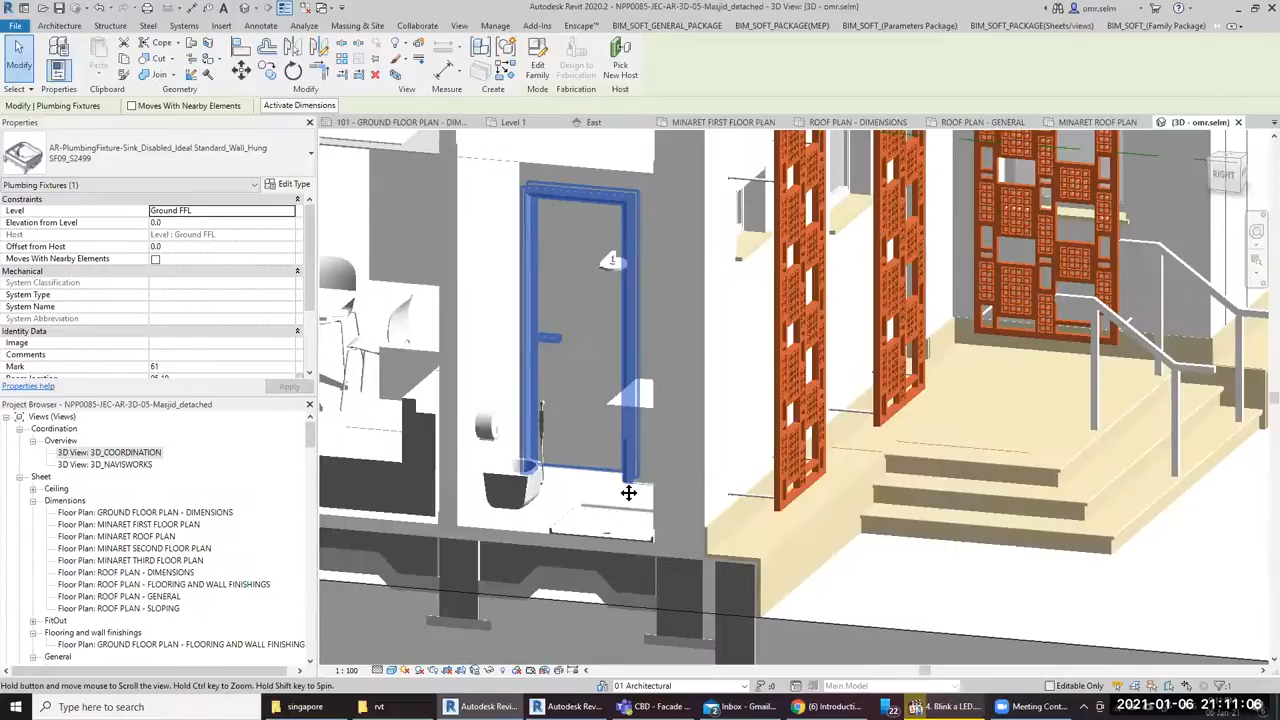 Autodesk Revit 2020.2 - NPP0085-JEC-AR-3D-05-Masjid_detached - 3D View: 3D - omr.selm)
omr.selm
File Architecture Structure Steel Systems Insert Annotate Analyze Massing & Site Collaborate View Manage Add-Ins Enscape™ BIM_SOFT_GENERAL_PACKAGE(MEP) BIM_SOFT_PACKAGE(Parameters Package) BIM_SOFT_PACKAGE(Sheets/views) BIM_SOFT_PACKAGE(Family Package)
Modify Paste Cope Cut Join Edit Family Design to Fabrication Pick New Host
Select Properties Clipboard Geometry Modify View Measure Create Mode Fabrication Host
Modify | Plumbing Fixtures Moves With Nearby Elements Activate Dimensions
Properties
101 - GROUND FLOOR PLAN - DIM... Level 1 East MINARET FIRST FLOOR PLAN ROOF PLAN - DIMENSIONS ROOF PLAN - GENERAL MINARET ROOF PLAN (3D - omr.selm)
AR-PlumbingFixture-Sink_Disabled_Ideal Standard_Wall_Hung
SF09_S2499
Plumbing Fixtures (1) Edit Type
Constraints
Level Ground FFL
Elevation from Level 0.0
Host Level : Ground FFL
Offset from Host 0.0
Moves With Nearby Elements
Mechanical
System Classification
System Type
System Name
System Abbreviation
Identity Data
Image
Comments
Mark 61
Properties help Apply
RIGHT
Project Browser - NPP0085-JEC-AR-3D-05-Masjid_detached
Views (Views)
Coordination
Overview
3D View: 3D_COORDINATION
3D View: 3D_NAVISWORKS
Sheet
Ceiling
Dimensions
Floor Plan: GROUND FLOOR PLAN - DIMENSIONS
Floor Plan: MINARET FIRST FLOOR PLAN
Floor Plan: MINARET ROOF PLAN
Floor Plan: MINARET SECOND FLOOR PLAN
Floor Plan: MINARET THIRD FLOOR PLAN
Floor Plan: ROOF PLAN - DIMENSIONS
Floor Plan: ROOF PLAN - FLOORING AND WALL FINISHINGS
Floor Plan: ROOF PLAN - GENERAL
Floor Plan: ROOF PLAN - SLOPING
FitOut
Flooring and wall finishings
Floor Plan: GROUND FLOOR PLAN - FLOORING AND WALL FINISHING
General
1 : 100
Hold button and move mouse to Scroll the view. Hold Ctrl key to Zoom. Hold Shift key to Spin. 01 Architectural :0 Main Model Editable Only :1
Type here to search singapore rvt Autodesk Revi... Autodesk Rev... CBD - Facade ... Inbox - Gmail... (6) Introducti... 22 4. Blink a LED... Meeting Cont...
2021-01-06 21:11:06